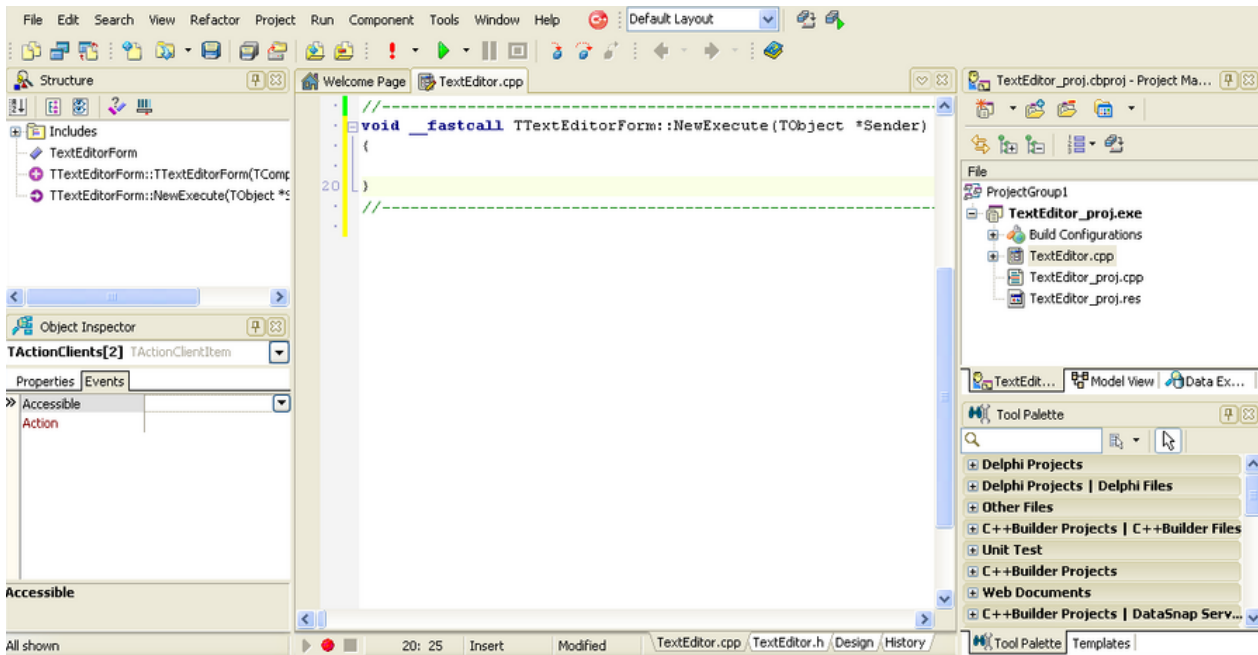 File Edit Search View Refactor Project Run Component Tools Window Help Default Layout
Structure
Includes
TextEditorForm
TTextEditorForm::TTextEditorForm(TComp
TTextEditorForm::NewExecute(TObject *S
Object Inspector
TActionClients[2] TActionClientItem
Properties Events
Accessible
Action
Accessible
All shown
Welcome Page TextEditor.cpp
//---------------------------------------------------------------------------
void __fastcall TTextEditorForm::NewExecute(TObject *Sender)
{
20 }
//---------------------------------------------------------------------------
20: 25 Insert Modified TextEditor.cpp TextEditor.h Design History
TextEditor_proj.cbproj - Project Ma...
File
ProjectGroup1
TextEditor_proj.exe
Build Configurations
TextEditor.cpp
TextEditor_proj.cpp
TextEditor_proj.res
TextEdit... Model View Data Ex...
Tool Palette
Delphi Projects
Delphi Projects | Delphi Files
Other Files
C++Builder Projects | C++Builder Files
Unit Test
C++Builder Projects
Web Documents
C++Builder Projects | DataSnap Serv...
Tool Palette Templates